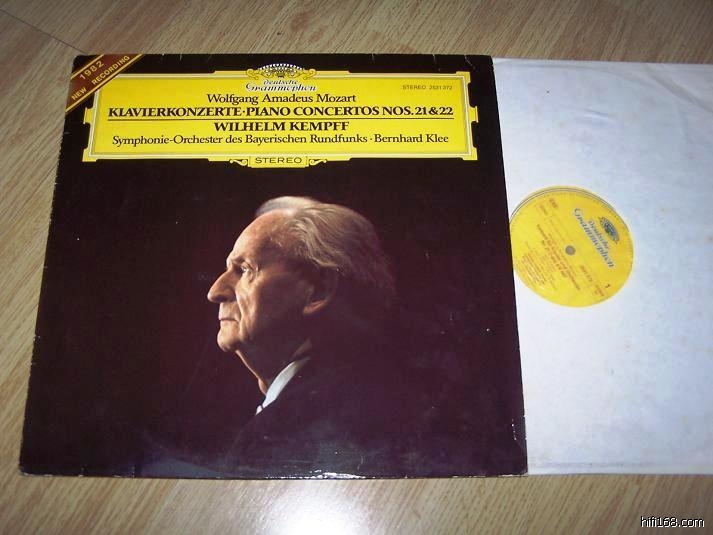 1982
NEW RECORDING
Deutsche
Grammophon
STEREO 2531 372
Wolfgang Amadeus Mozart
KLAVIERKONZERTE·PIANO CONCERTOS NOS. 21 & 22
WILHELM KEMPFF
Symphonie-Orchester des Bayerischen Rundfunks · Bernhard Klee
STEREO
Deutsche
Grammophon
1
hifi168.com